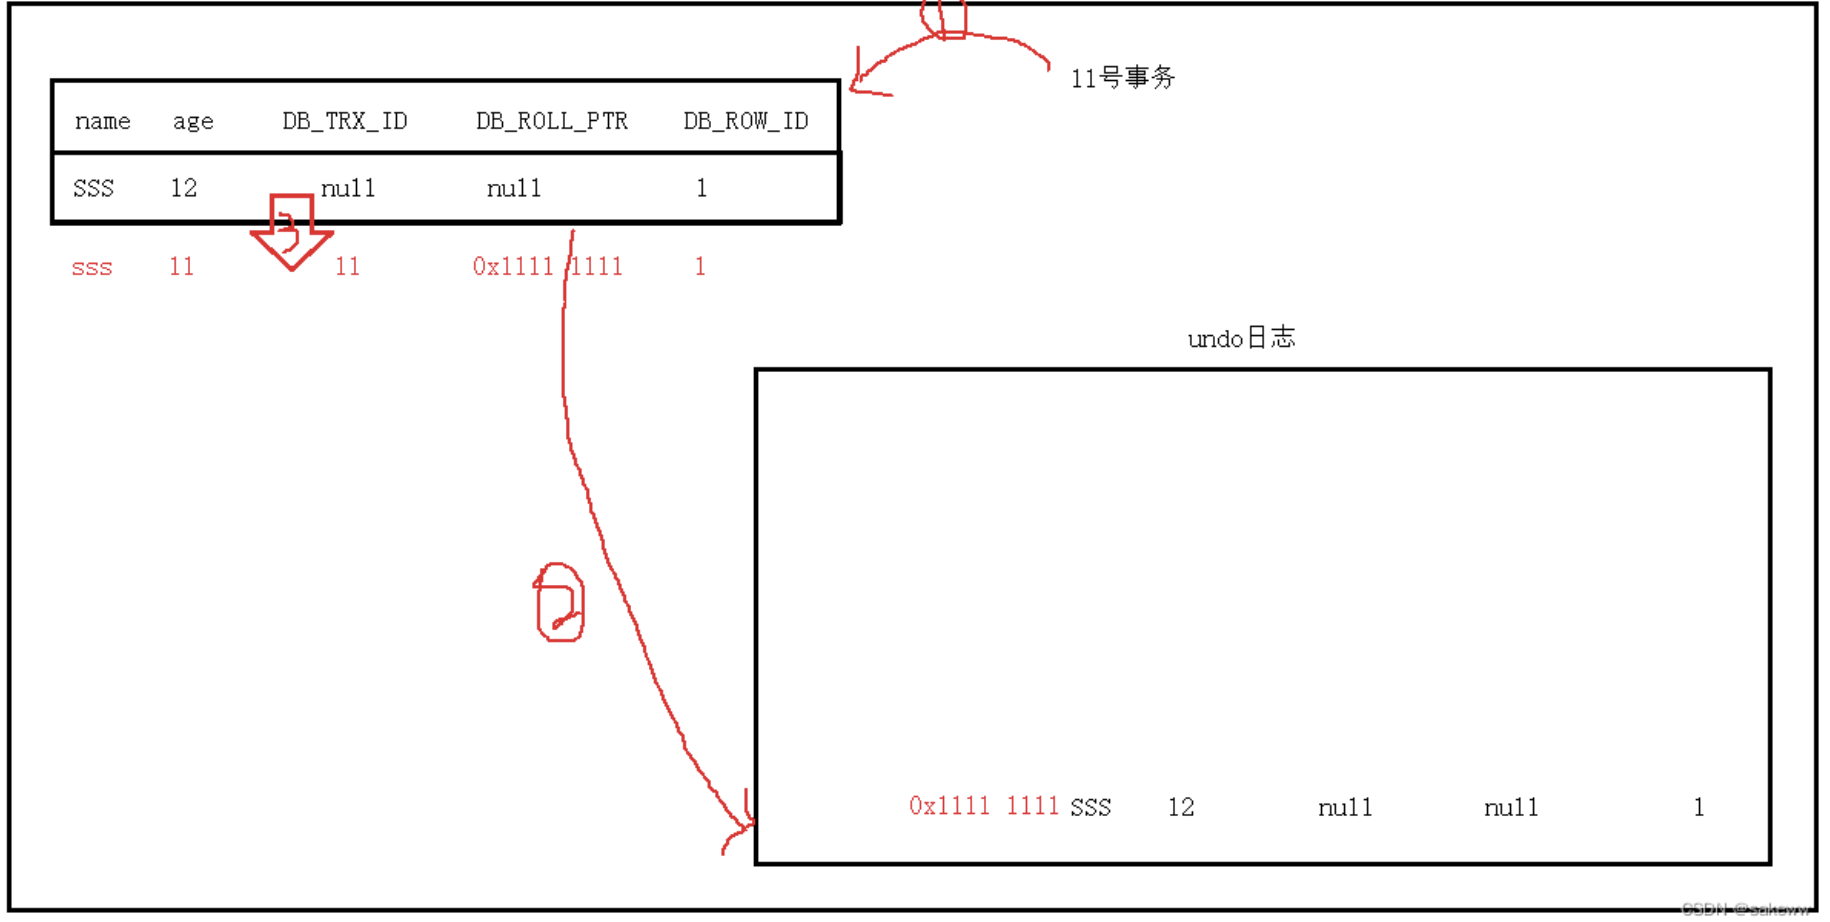 11号事务
name age DB_TRX_ID DB_ROLL_PTR DB_ROW_ID
SSS 12 null null 1
3
sss 11 11 0x1111 1111 1
undo日志
2
0x1111 1111 SSS 12 null null 1
CSDN @sakeww